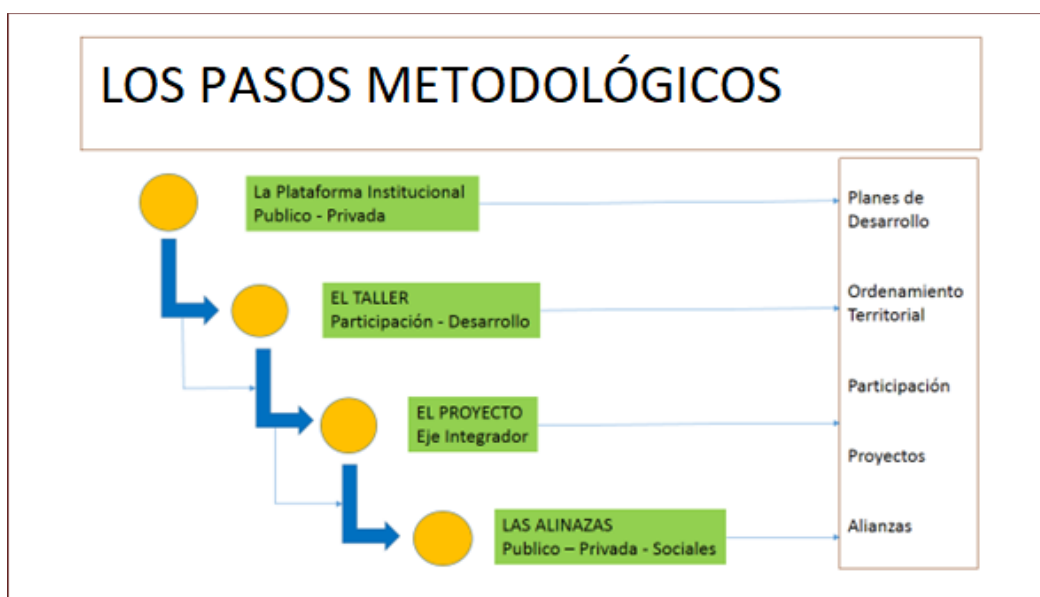 LOS PASOS METODOLÓGICOS
La Plataforma Institucional
Publico - Privada
Planes de
Desarrollo
EL TALLER
Participación - Desarrollo
Ordenamiento
Territorial
EL PROYECTO
Eje Integrador
Participación
Proyectos
LAS ALINAZAS
Publico – Privada - Sociales
Alianzas